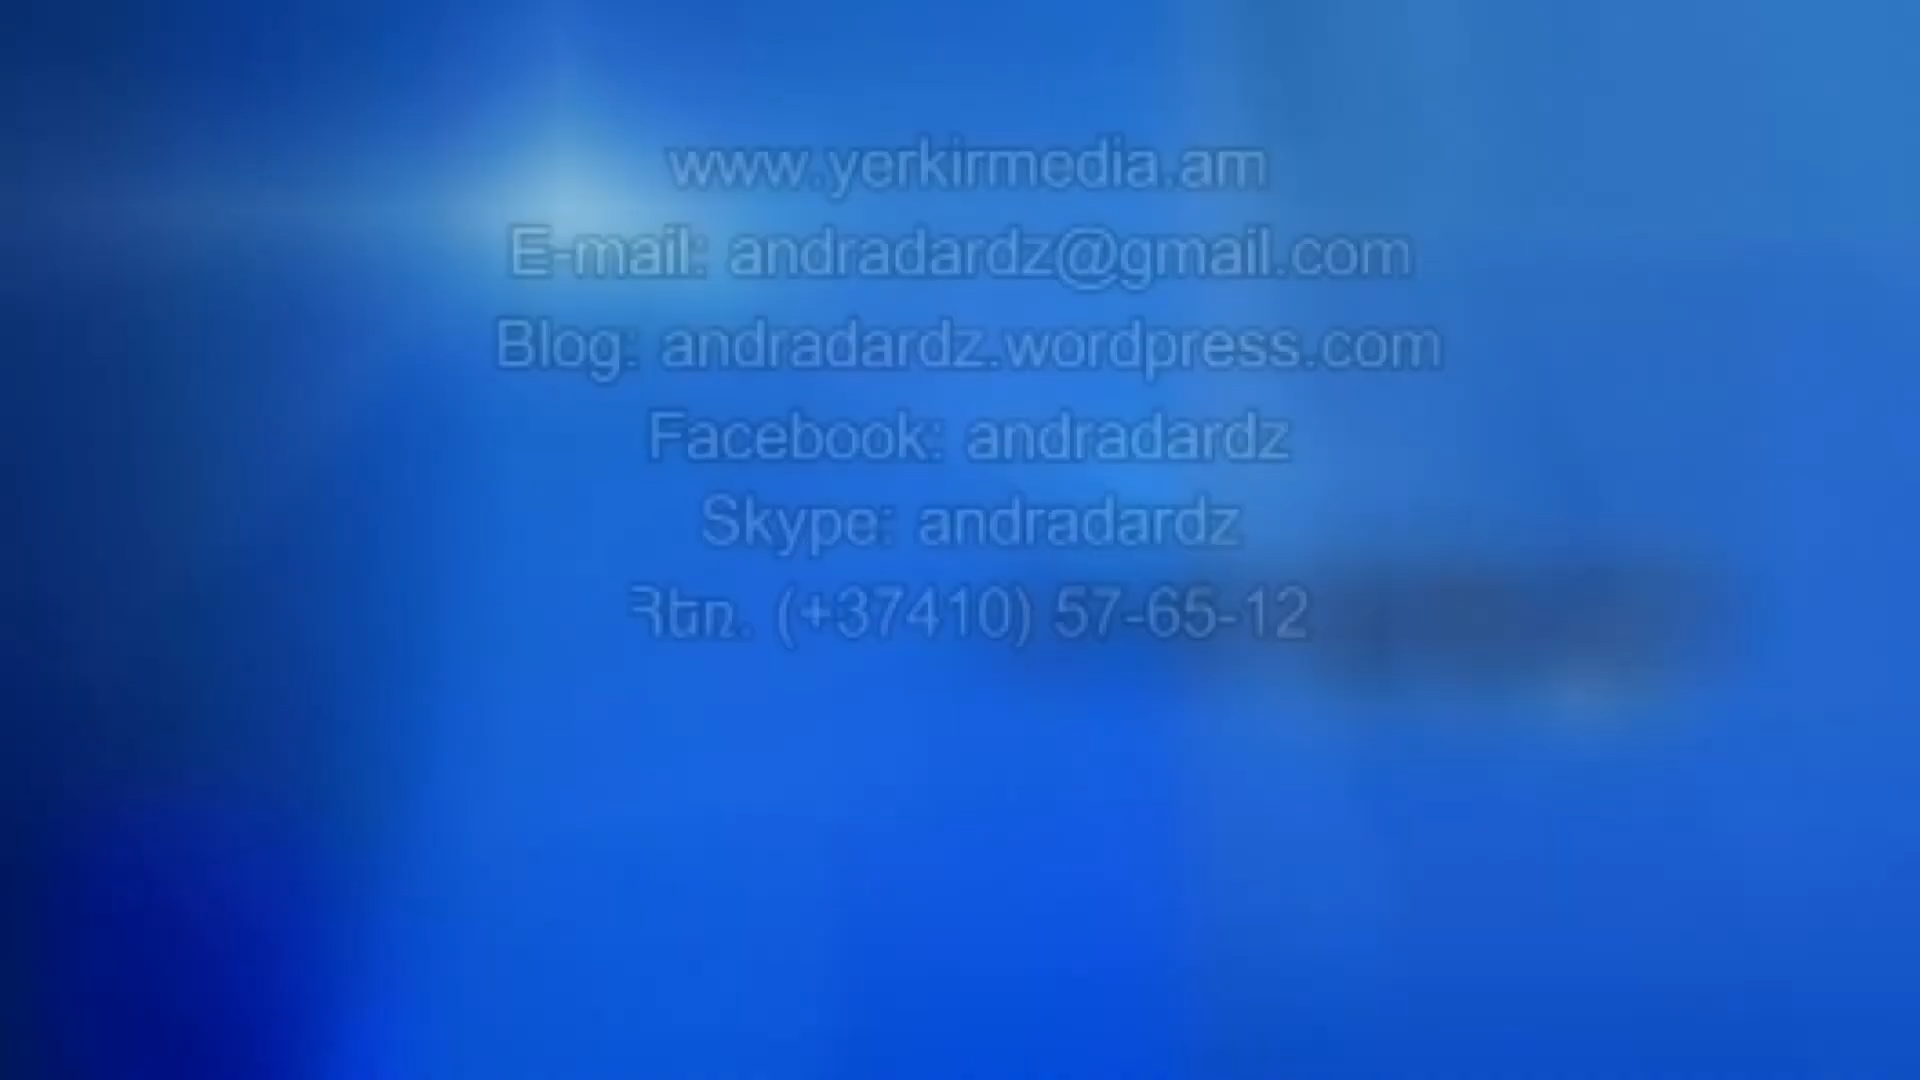 www.yerkirmedia.am
E-mail: andradardz@gmail.com
Blog: andradardz.wordpress.com
Facebook: andradardz
Skype: andradardz
Հեռ. (+37410) 57-65-12